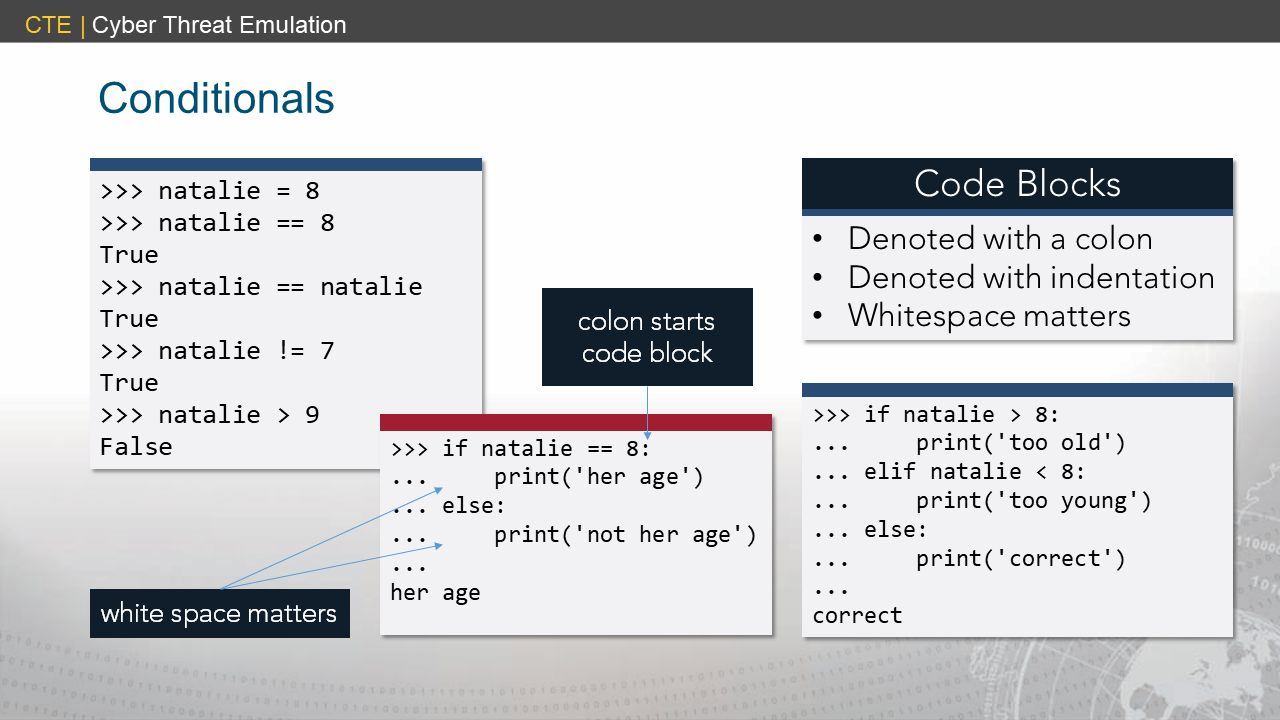 CTE | Cyber Threat Emulation
Conditionals
>>> natalie = 8
>>> natalie == 8
True
>>> natalie == natalie
True
>>> natalie != 7
True
>>> natalie > 9
False
colon starts
code block
>>> if natalie == 8:
...     print('her age')
... else:
...     print('not her age')
...
her age
white space matters
Code Blocks
• Denoted with a colon
• Denoted with indentation
• Whitespace matters
>>> if natalie > 8:
...     print('too old')
... elif natalie < 8:
...     print('too young')
... else:
...     print('correct')
...
correct